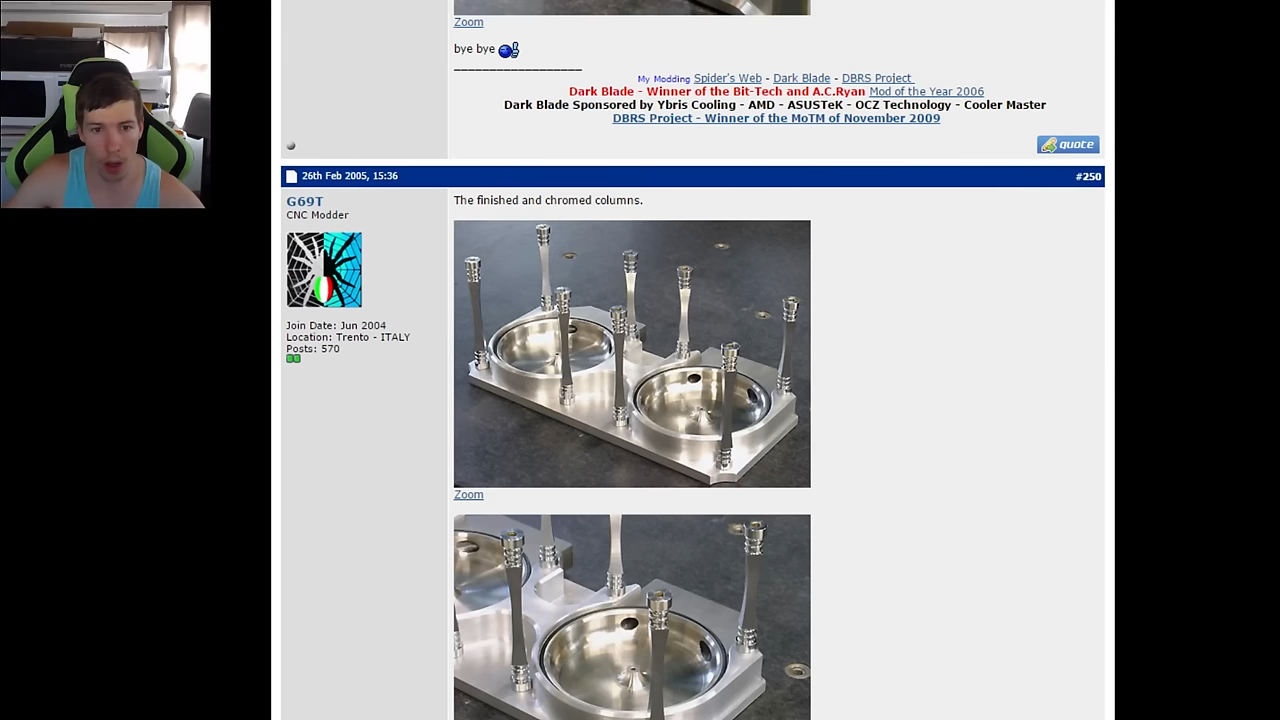 Zoom
bye bye
__________________
My Modding Spider's Web - Dark Blade - DBRS Project
Dark Blade - Winner of the Bit-Tech and A.C.Ryan Mod of the Year 2006
Dark Blade Sponsored by Ybris Cooling - AMD - ASUSTeK - OCZ Technology - Cooler Master
DBRS Project - Winner of the MoTM of November 2009
quote
26th Feb 2005, 15:36 #250
G69T
CNC Modder
Join Date: Jun 2004
Location: Trento - ITALY
Posts: 570
The finished and chromed columns.
Zoom